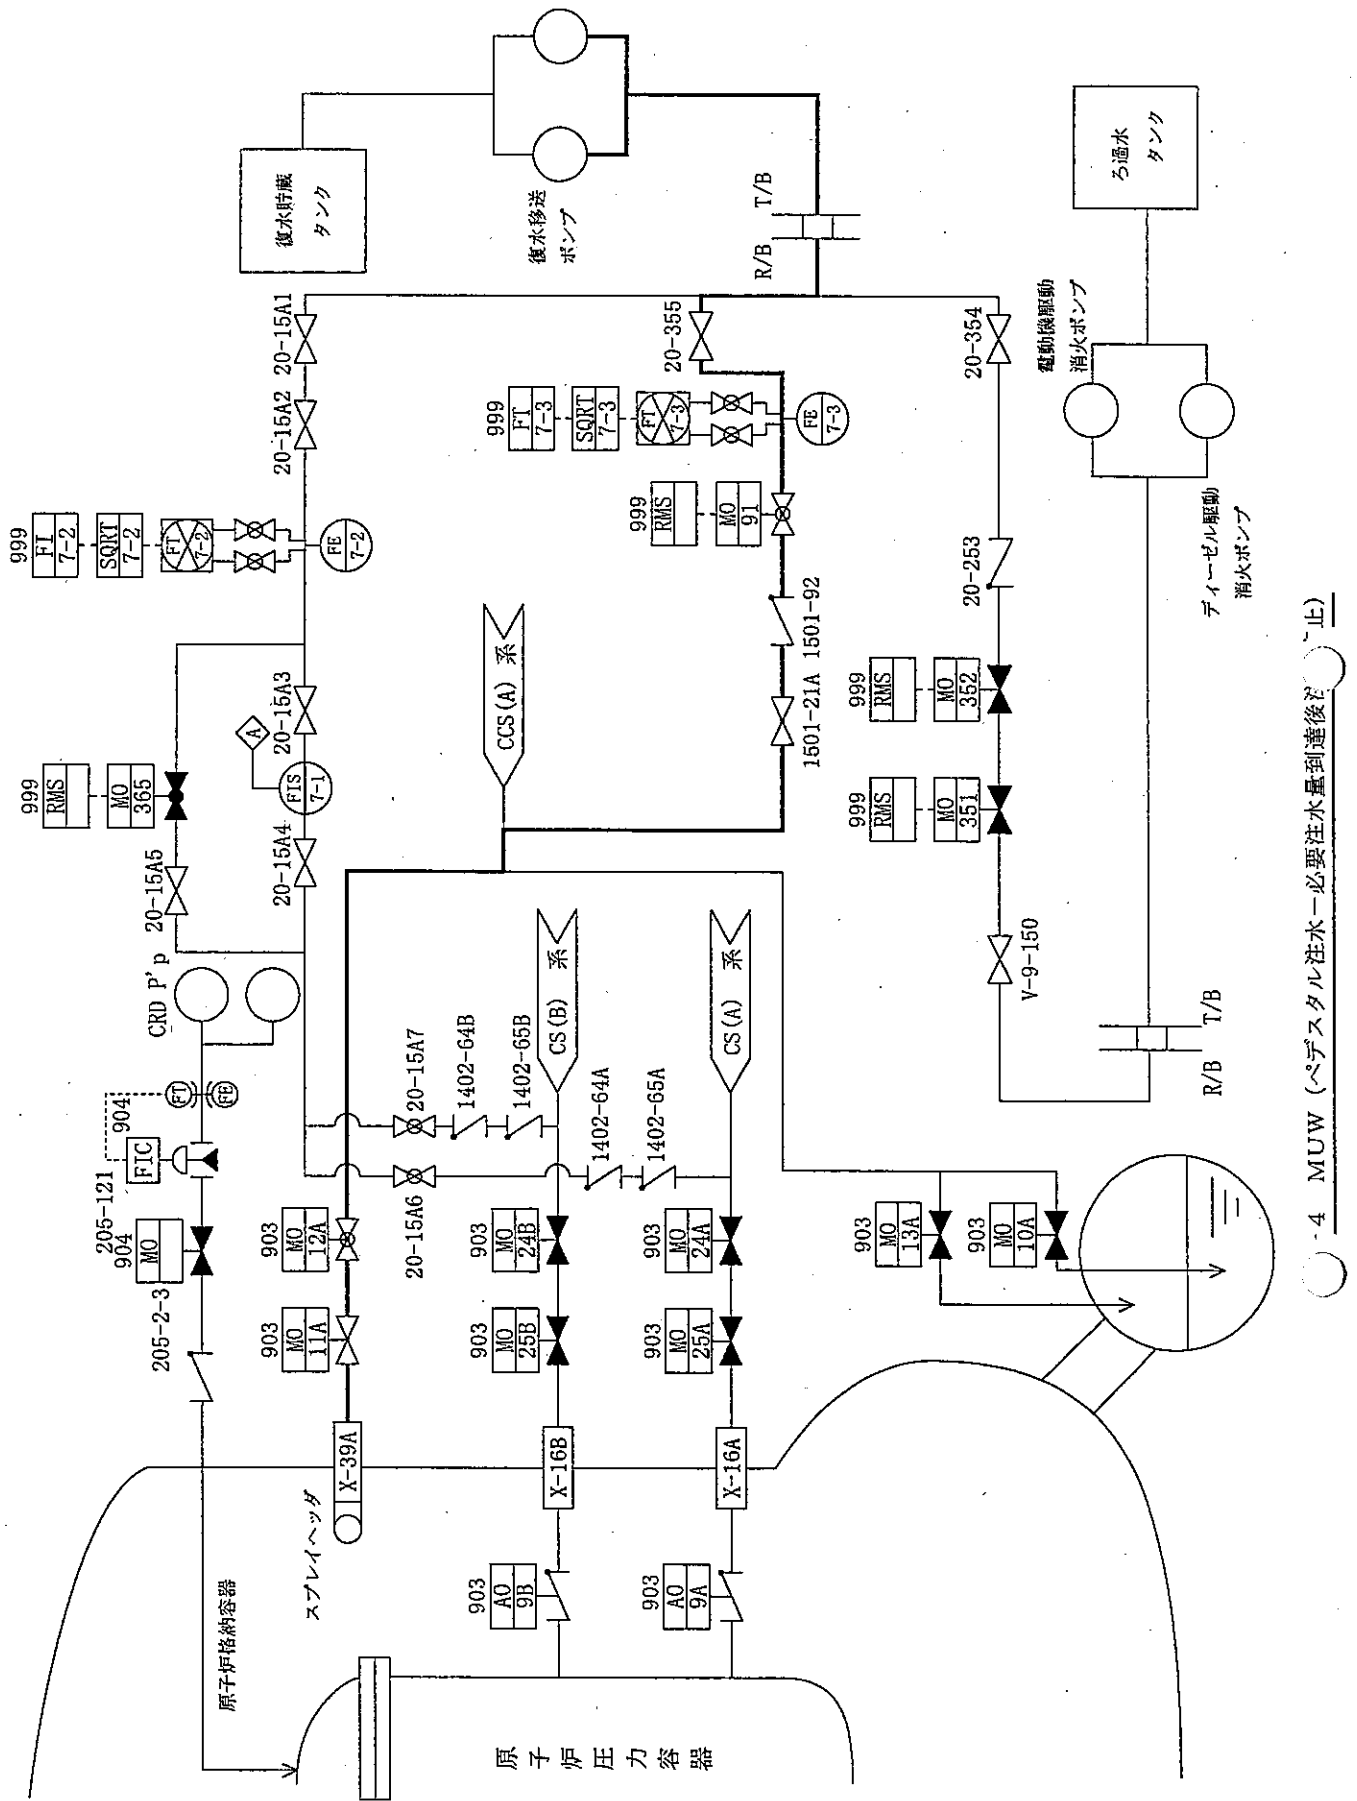 復水貯蔵
タンク
復水移送
ポンプ
T/B
R/B
ろ過水
タンク
電動機駆動
消火ポンプ
ディーゼル駆動
消火ポンプ
20-15A1
20-15A2
20-355
20-354
999
FI
7-2
SQRT
7-2
FT
7-2
FE
7-2
999
FT
7-3
SQRT
7-3
FT
7-3
FE
7-3
999
RMS
MO
91
20-253
1501-92
1501-21A
CCS(A) 系
20-15A3
A
FIS
7-1
20-15A4
999
RMS
MO
365
20-15A5
999
RMS
MO
352
999
RMS
MO
351
V-9-150
T/B
R/B
CRD P'p
FT
FE
904
FIC
205-121
904
MO
205-2-3
20-15A7
1402-64B
1402-65B
CS(B) 系
20-15A6
1402-64A
1402-65A
CS(A) 系
903
MO
12A
903
MO
11A
903
MO
24B
903
MO
25B
903
MO
24A
903
MO
25A
903
MO
13A
903
MO
10A
X-39A
スプレイヘッダ
X-16B
X-16A
903
AO
9B
903
AO
9A
原子炉格納容器
原子炉圧力容器
-4 MUW (ペデスタル注水－必要注水量到達後 止)